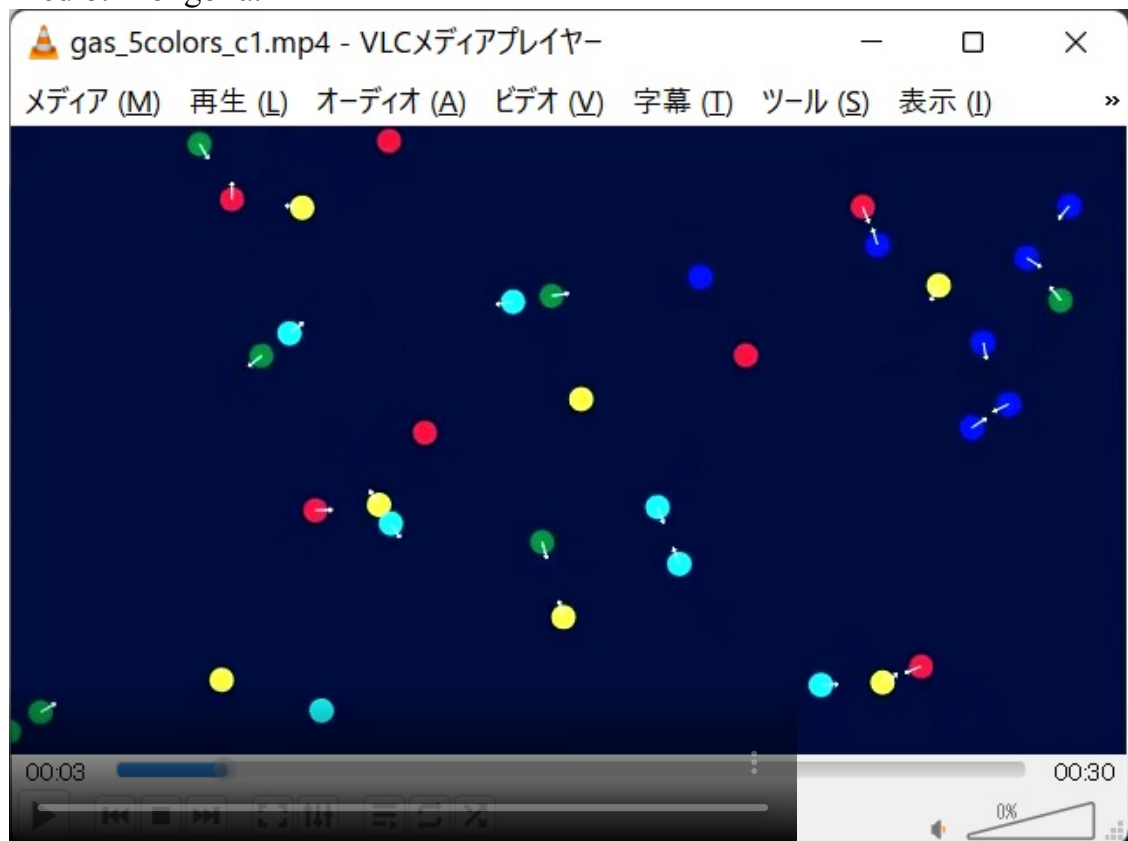 gas_5colors_c1.mp4 - VLCメディアプレイヤー
メディア (M) 再生 (L) オーディオ (A) ビデオ (V) 字幕 (T) ツール (S) 表示 (I) »
00:03 00:30
0%